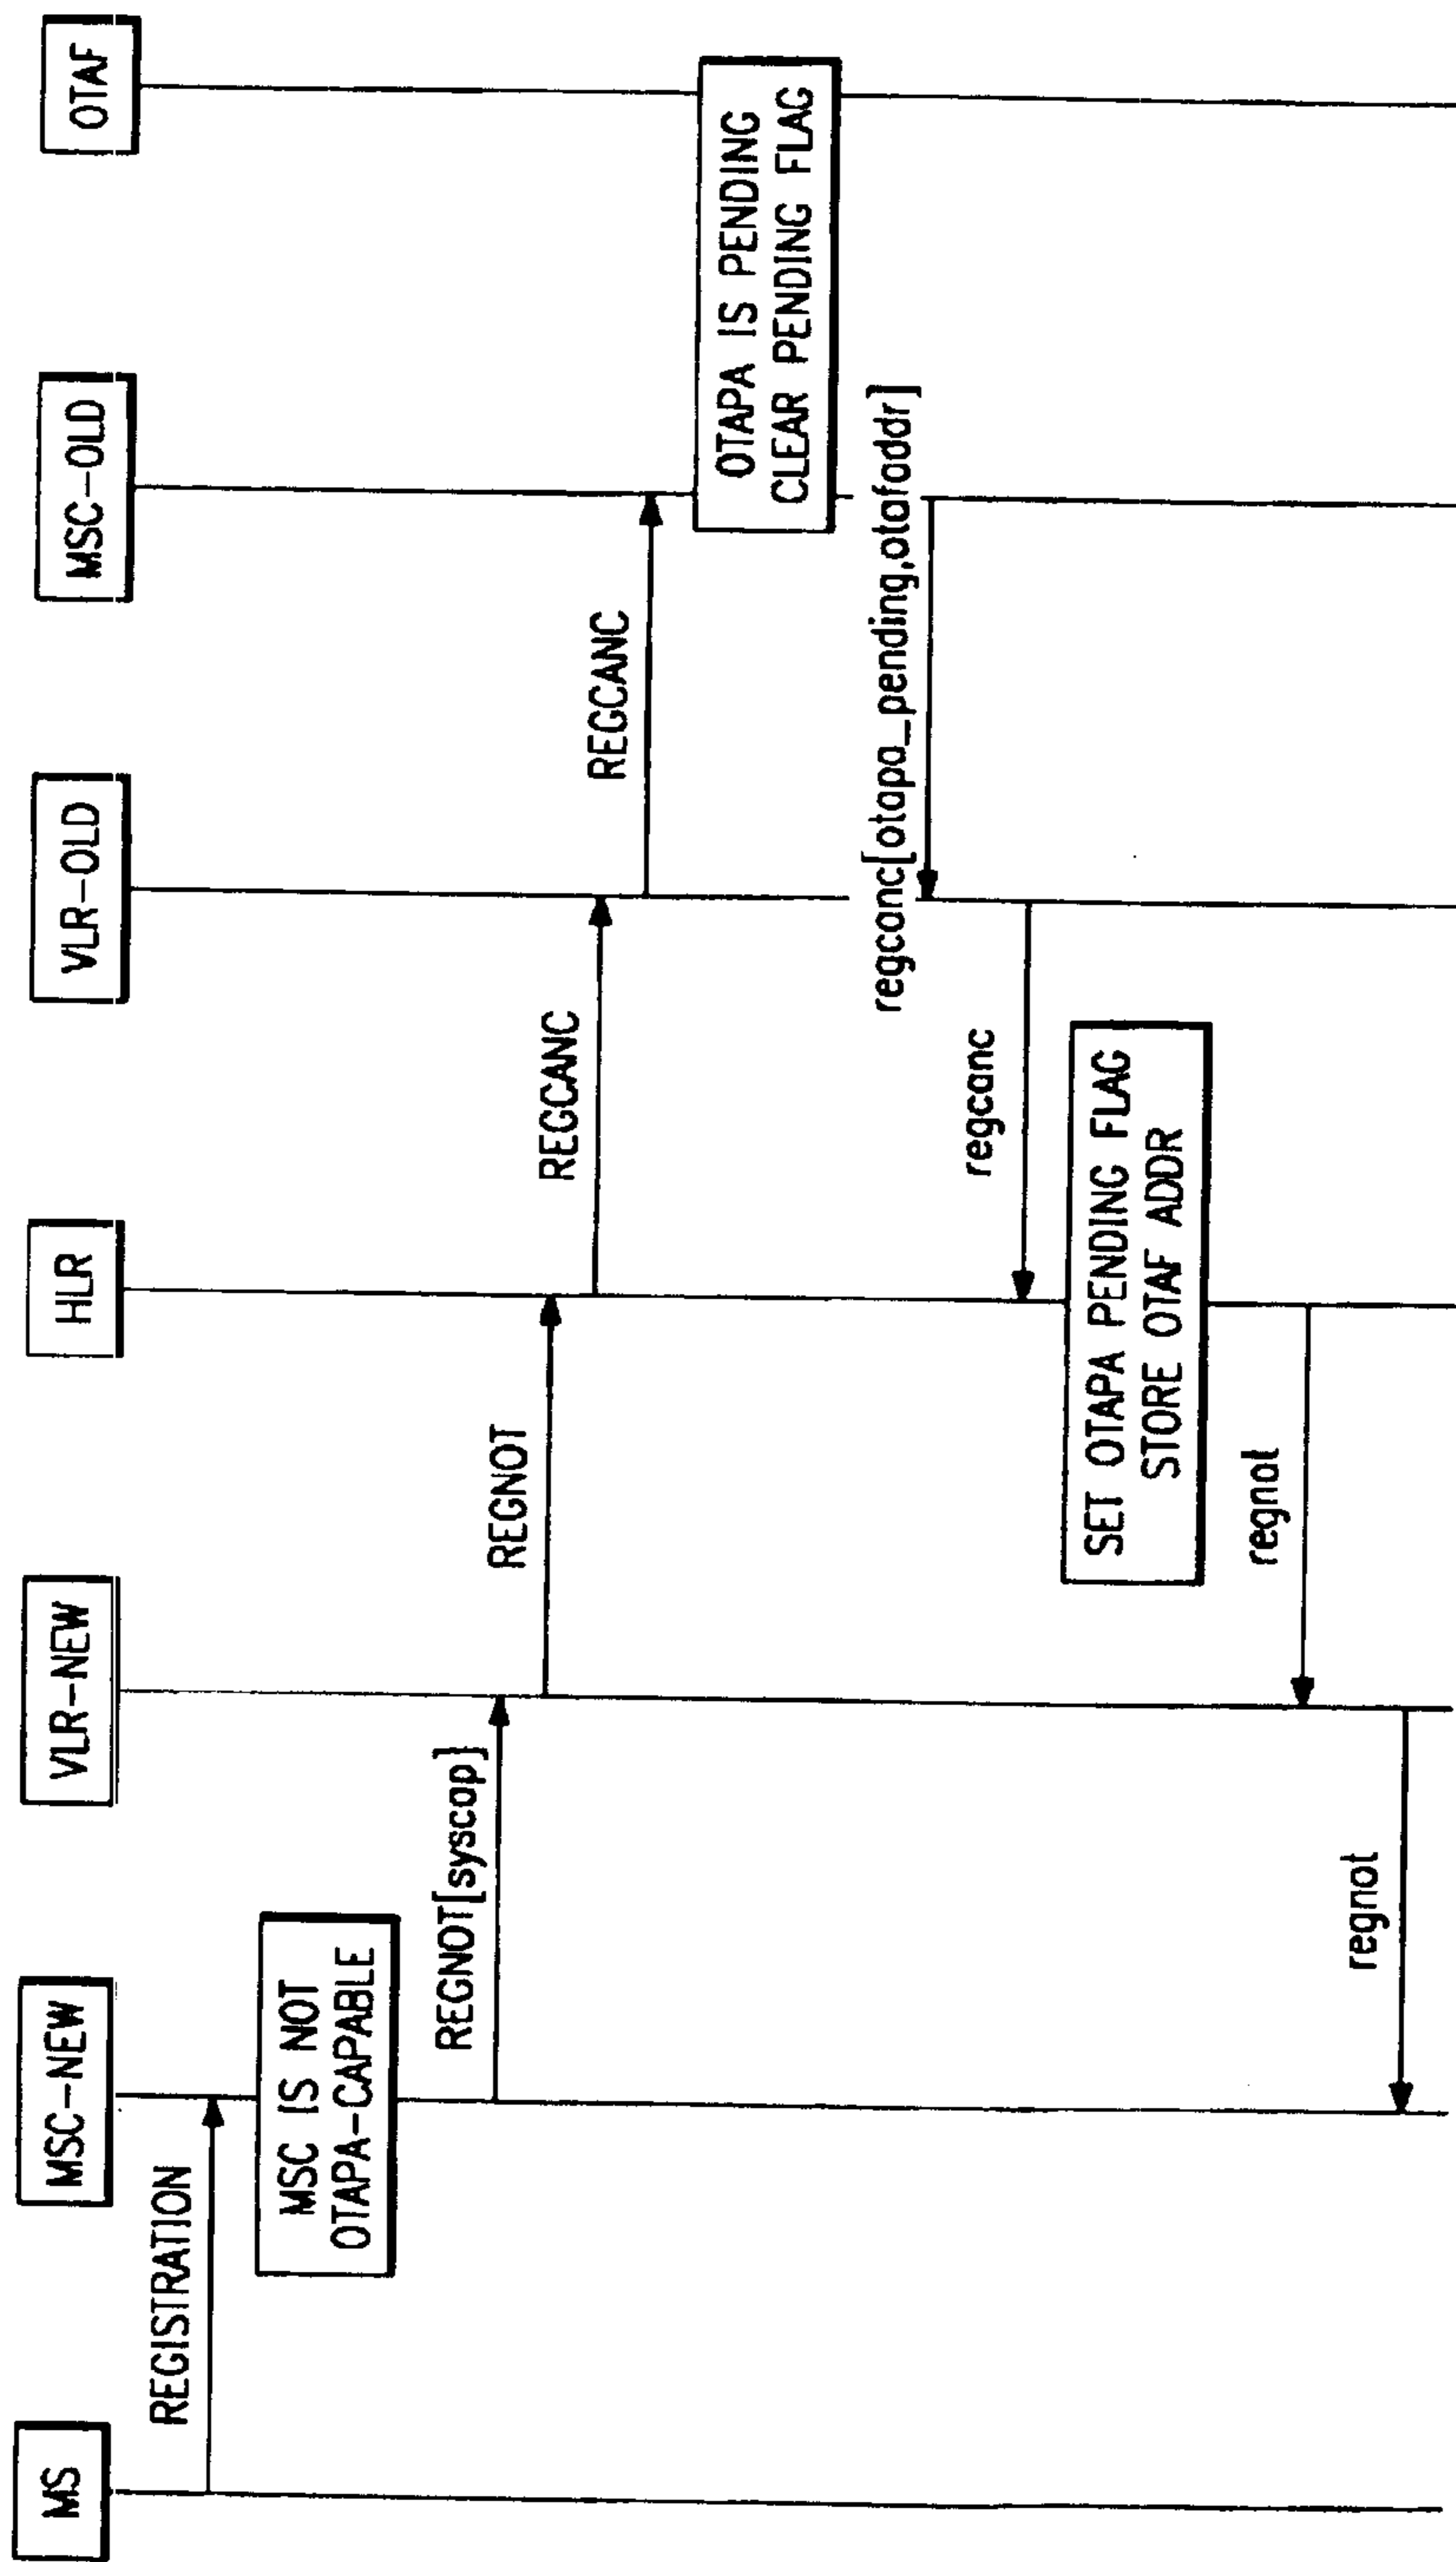 MS
MSC-NEW
VLR-NEW
HLR
VLR-OLD
MSC-OLD
OTAF
REGISTRATION
MSC IS NOT
OTAPA-CAPABLE
REGNOT[syscap]
REGNOT
REGCANC
REGCANC
OTAPA IS PENDING
CLEAR PENDING FLAG
regcanc[otapa_pending,otafaddr]
regcanc
SET OTAPA PENDING FLAG
STORE OTAF ADDR
regnot
regnot